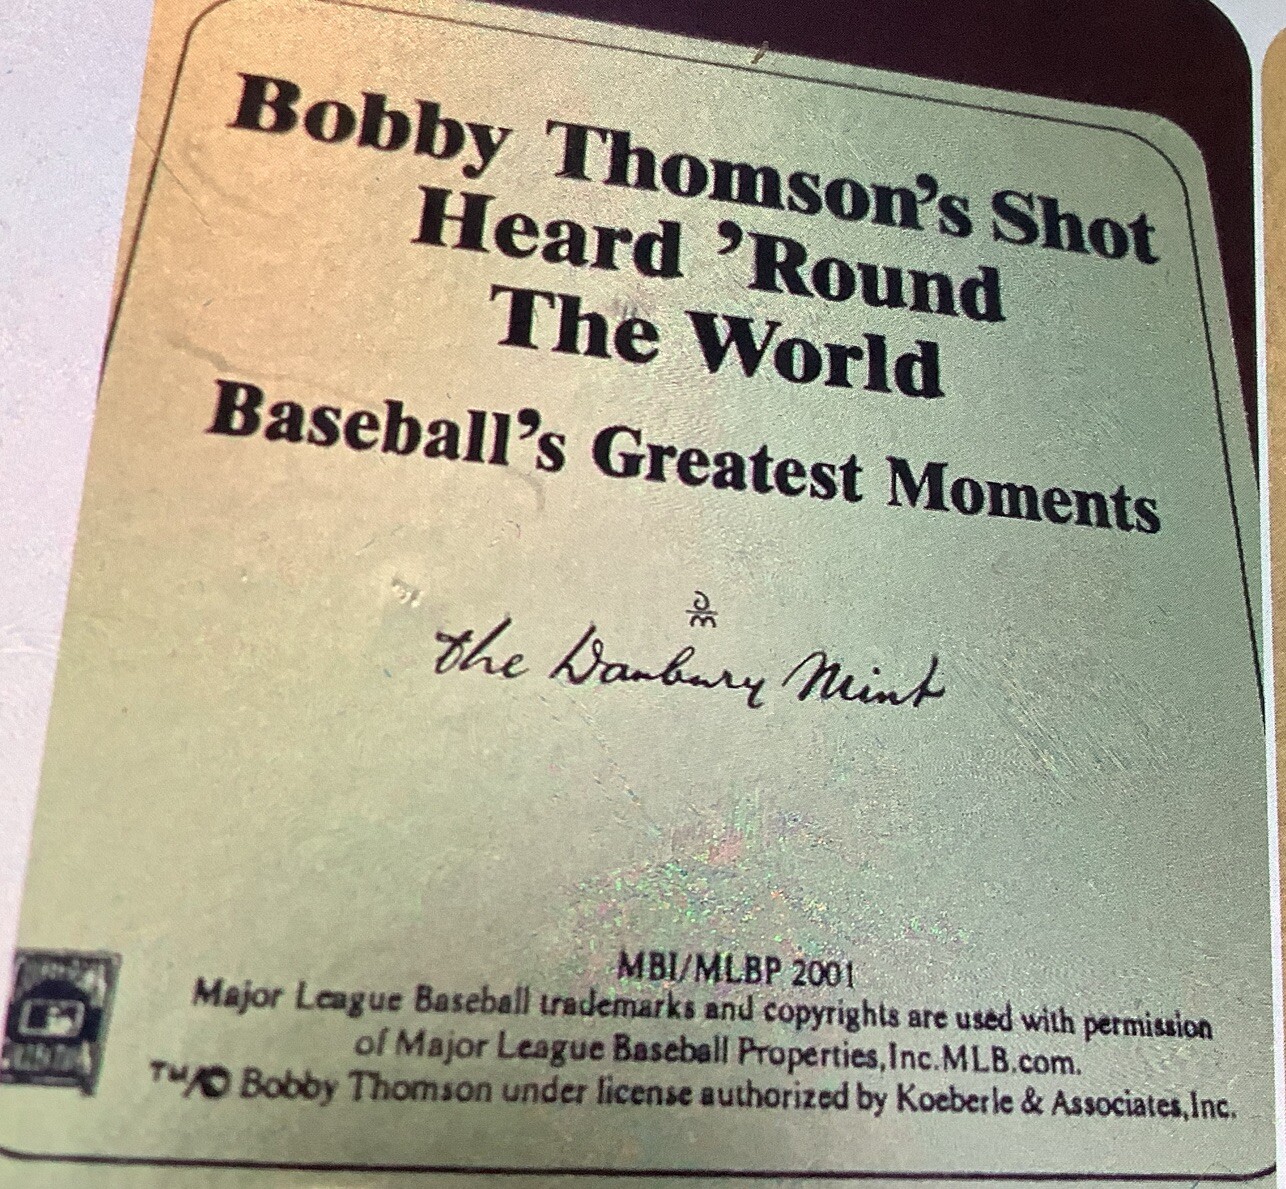 Bobby Thomson's Shot
Heard 'Round
The World
Baseball's Greatest Moments
the Danbury Mint
MBI/MLBP 2001
Major League Baseball trademarks and copyrights are used with permission
of Major League Baseball Properties,Inc.MLB.com.
TM/© Bobby Thomson under license authorized by Koeberle & Associates,Inc.